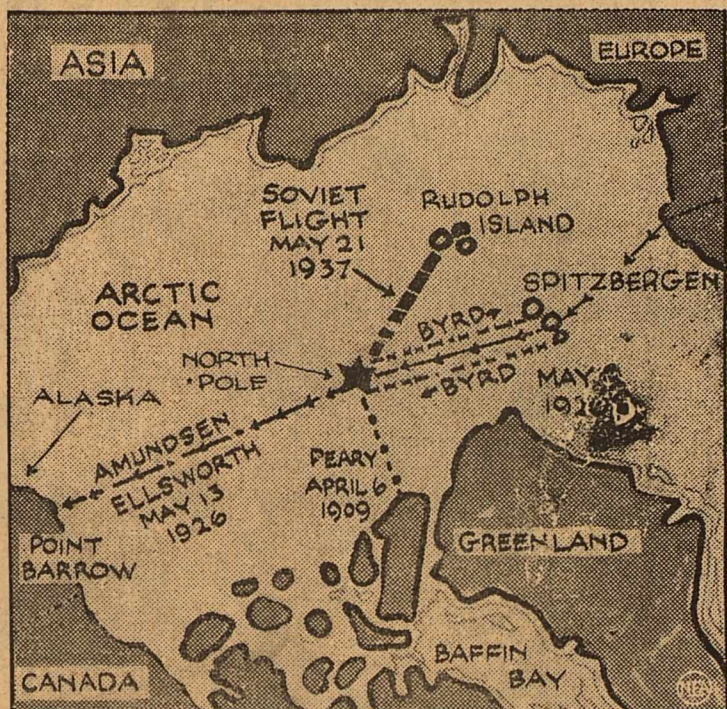 ASIA
EUROPE
SOVIET
FLIGHT
MAY 21
1937
RUDOLPH
ISLAND
ARCTIC
OCEAN
SPITZBERGEN
BYRD
NORTH
POLE
BYRD
MAY
ALASKA
AMUNDSEN
ELLSWORTH
MAY 13
1926
PEARY
APRIL 6
1909
POINT
BARROW
GREENLAND
BAFFIN
BAY
CANADA
NEA